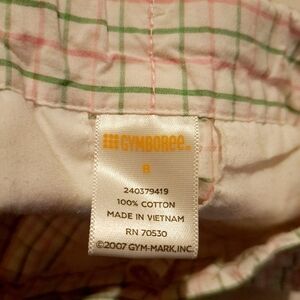 GYMBOREE
8
240379419
100% COTTON
MADE IN VIETNAM
RN 70530
©2007 GYM-MARK, INC.